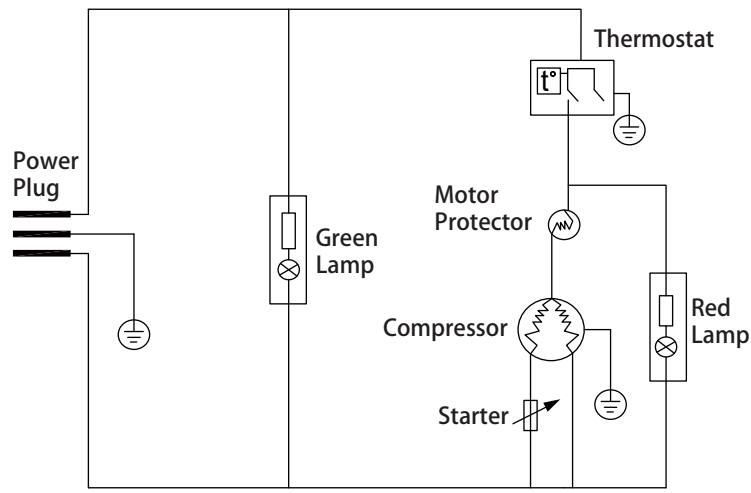 Thermostat
t°
Power
Plug
Motor
Protector
Green
Lamp
Compressor
Red
Lamp
Starter